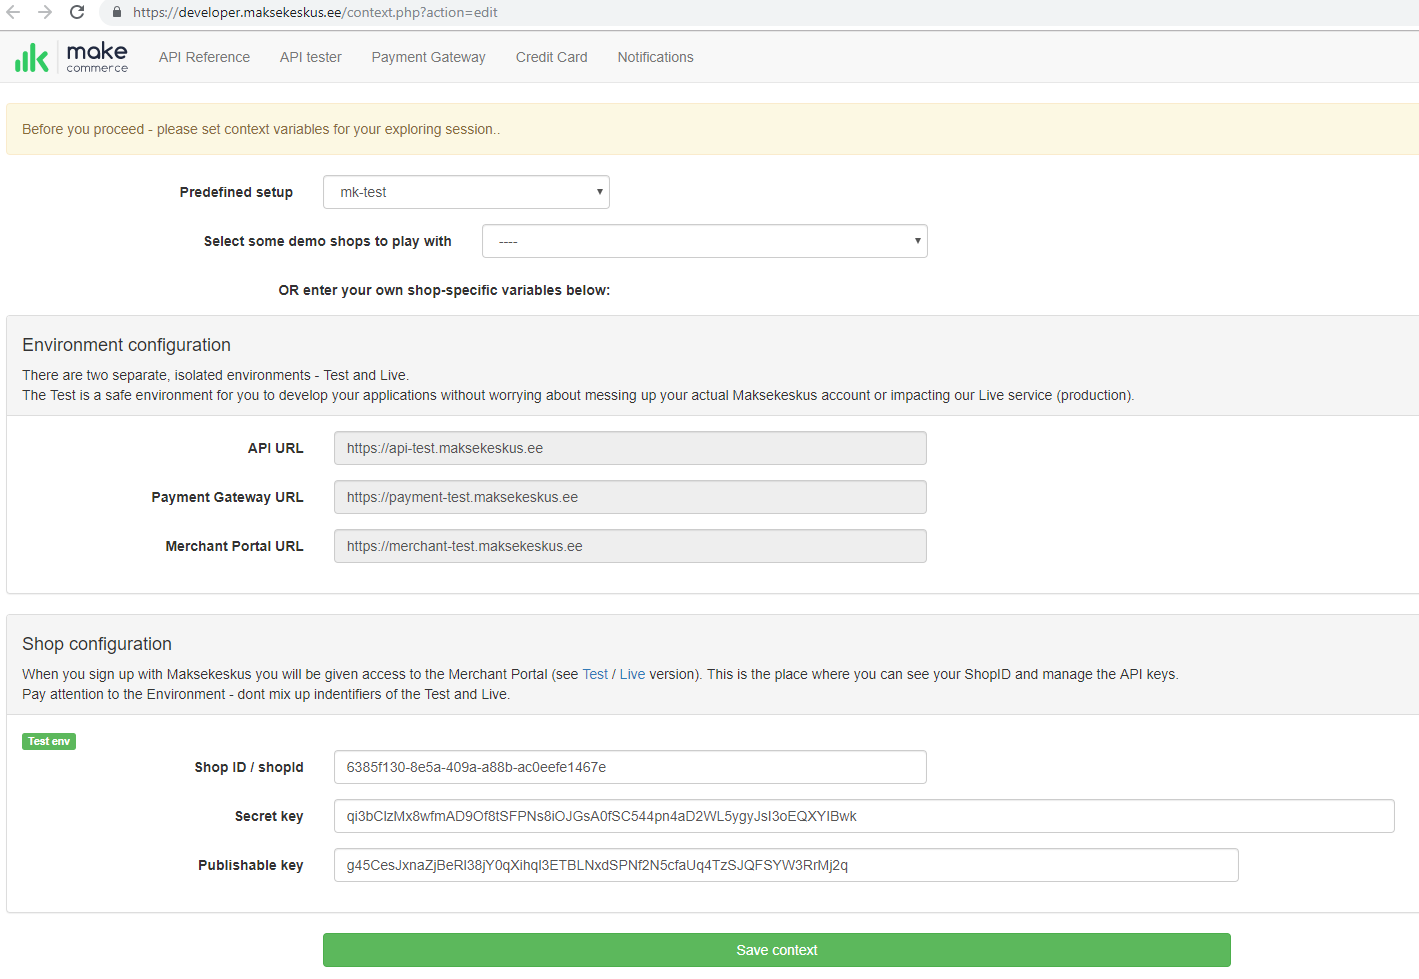 https://developer.maksekeskus.ee/context.php?action=edit
make commerce API Reference API tester Payment Gateway Credit Card Notifications
Before you proceed - please set context variables for your exploring session..
Predefined setup mk-test
Select some demo shops to play with ----
OR enter your own shop-specific variables below:
Environment configuration
There are two separate, isolated environments - Test and Live.
The Test is a safe environment for you to develop your applications without worrying about messing up your actual Maksekeskus account or impacting our Live service (production).
API URL https://api-test.maksekeskus.ee
Payment Gateway URL https://payment-test.maksekeskus.ee
Merchant Portal URL https://merchant-test.maksekeskus.ee
Shop configuration
When you sign up with Maksekeskus you will be given access to the Merchant Portal (see Test / Live version). This is the place where you can see your ShopID and manage the API keys.
Pay attention to the Environment - dont mix up indentifiers of the Test and Live.
Test env
Shop ID / shopId 6385f130-8e5a-409a-a88b-ac0eefe1467e
Secret key qi3bClzMx8wfmAD9Of8tSFPNs8iOJGsA0fSC544pn4aD2WL5ygyJsI3oEQXYIBwk
Publishable key g45CesJxnaZjBeRl38jY0qXihql3ETBLNxdSPNf2N5cfaUq4TzSJQFSYW3RrMj2q
Save context